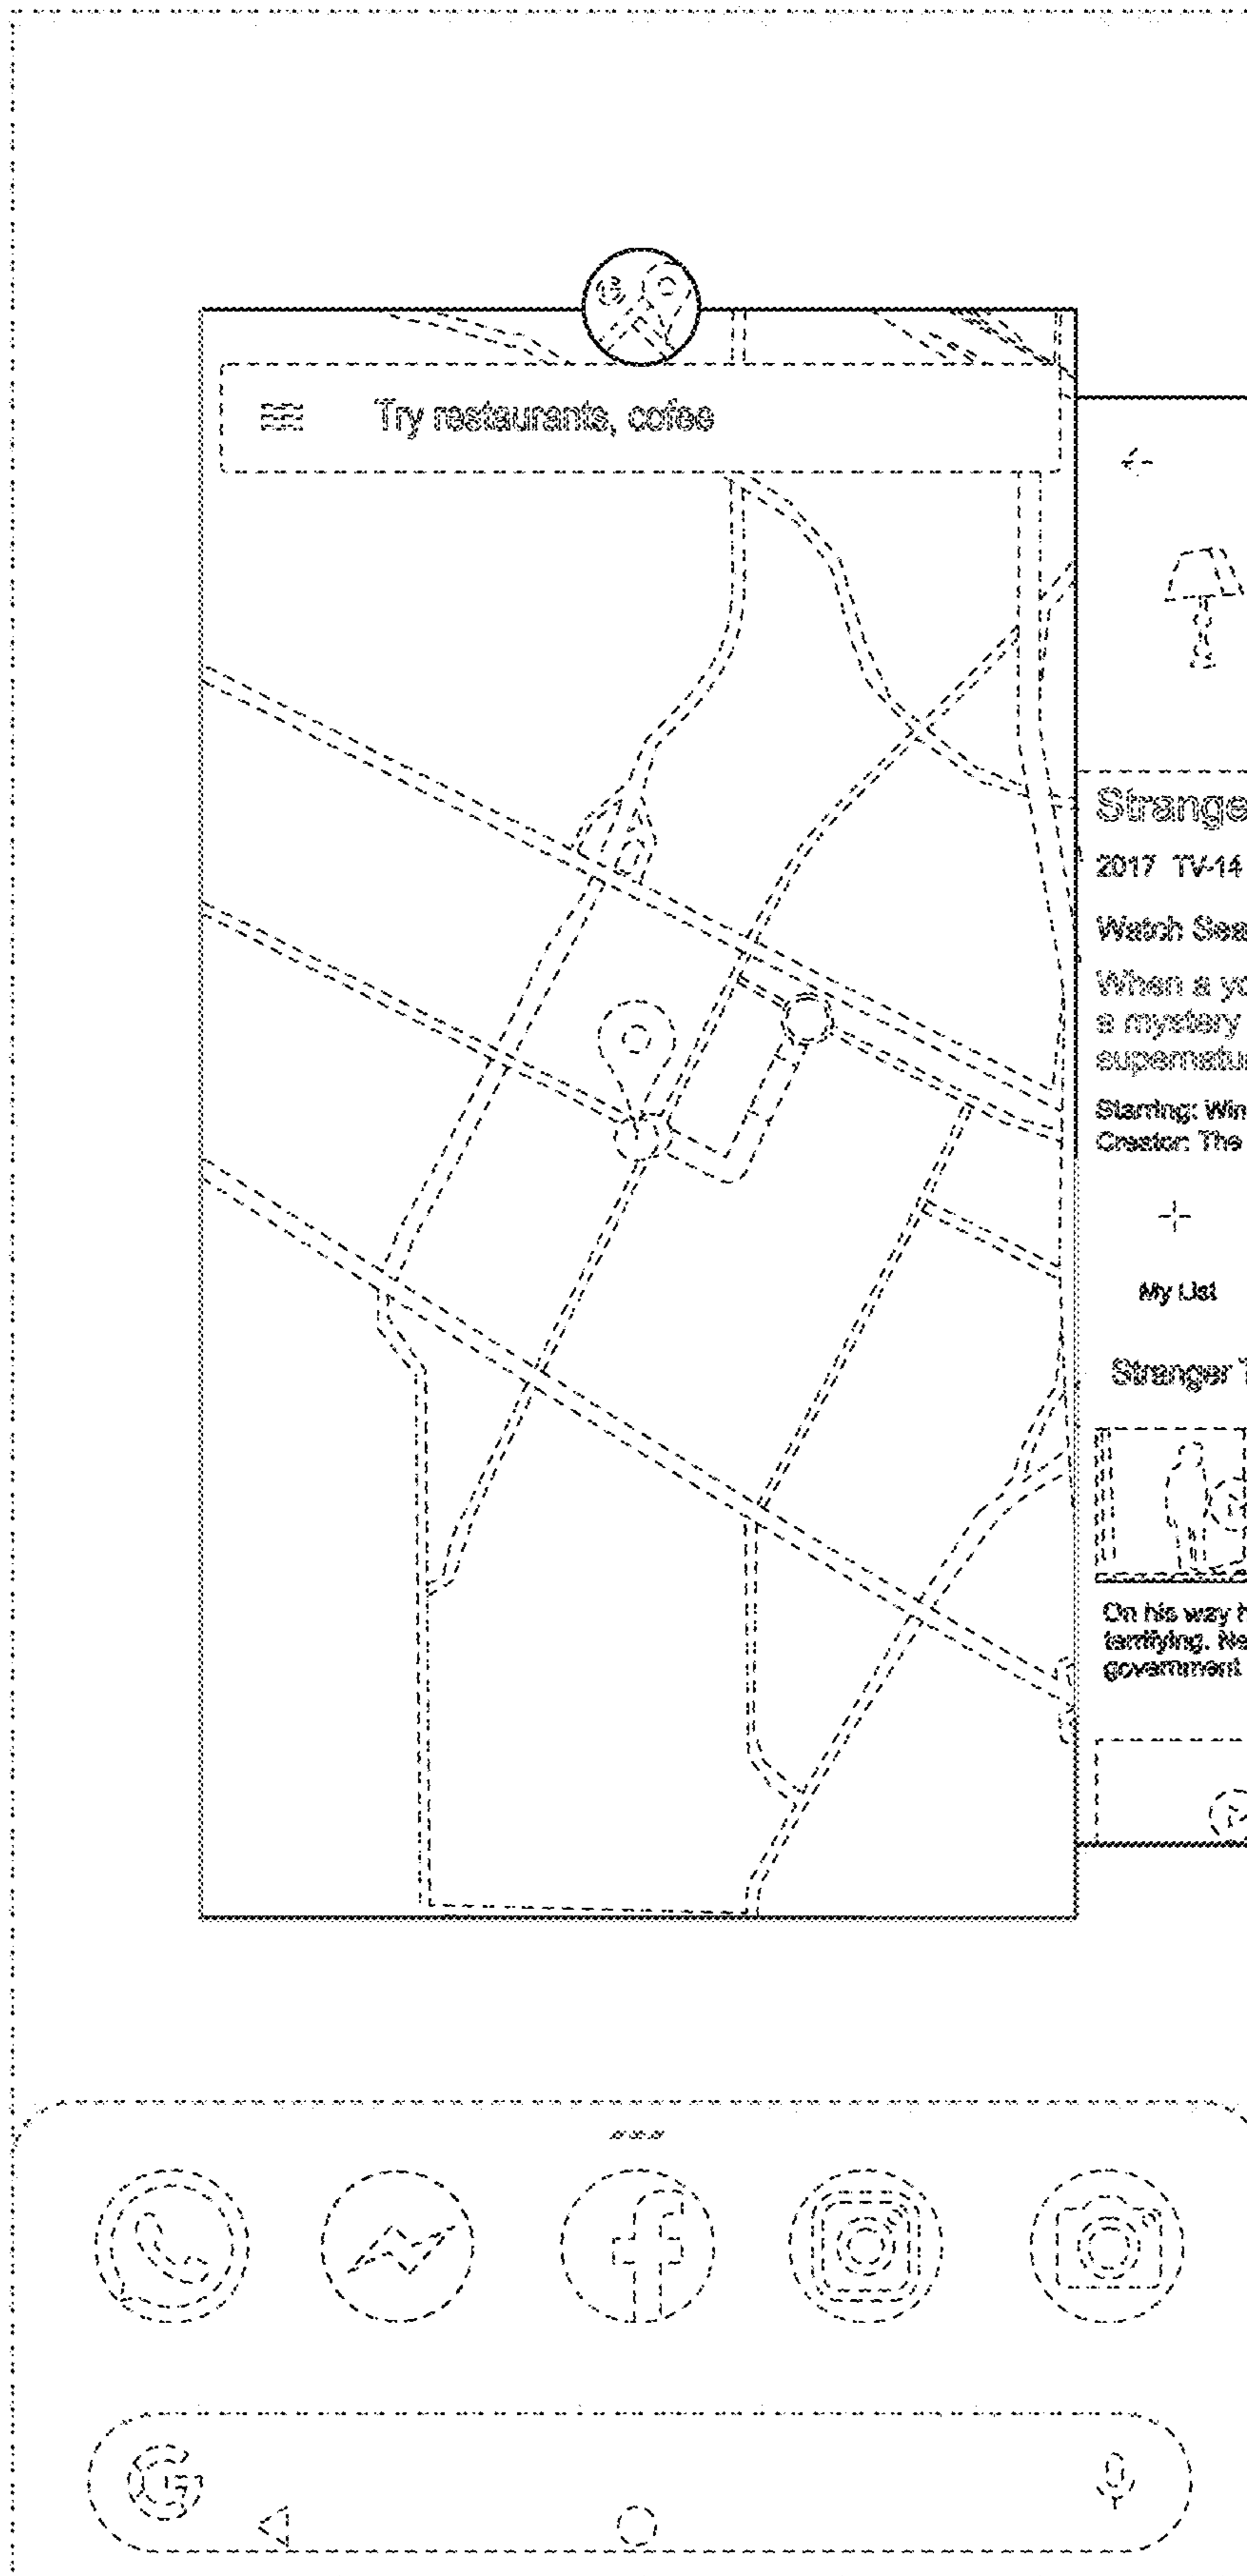 Try restaurants, cofee
Strange
2017 TV-14
Watch Sea
When a yo
a mystery
supernatu
Starring: Win
Creator: The
My List
Stranger T
On his way h
terrifying. Ne
government